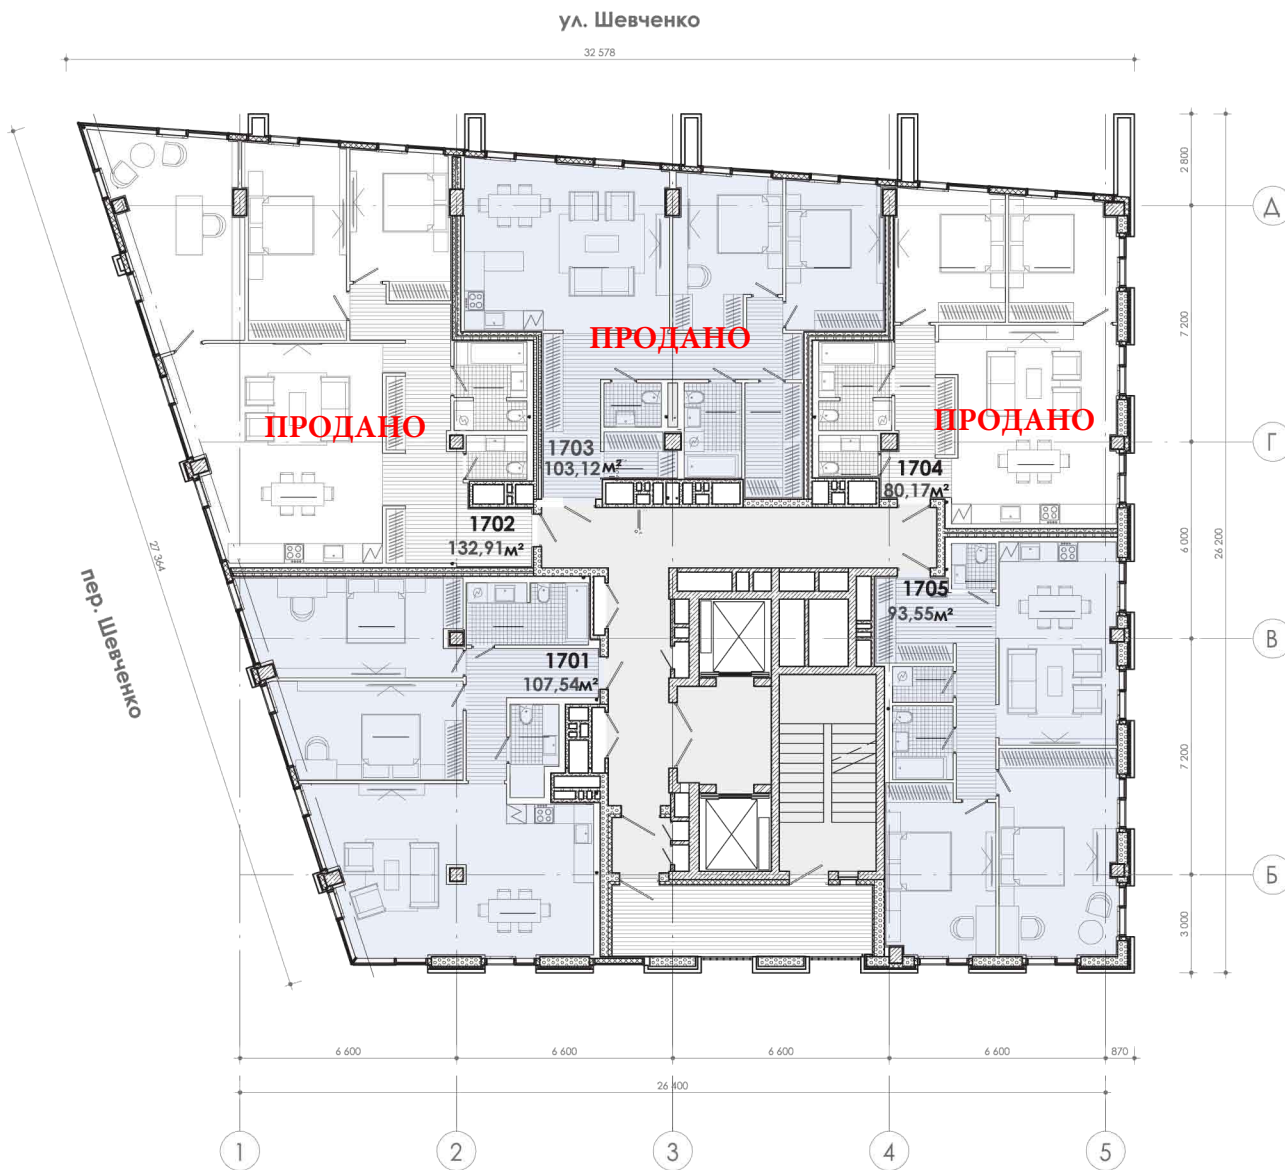 ул. Шевченко
32 578
2 800
Д
7 200
ПРОДАНО
ПРОДАНО
ПРОДАНО
Г
1703
103,12м²
1704
80,17м²
1702
132,91м²
6 000
26 200
27 364
пер. Шевченко
1705
93,55м²
В
1701
107,54м²
7 200
Б
3 000
6 600
6 600
6 600
6 600
870
26 400
1
2
3
4
5